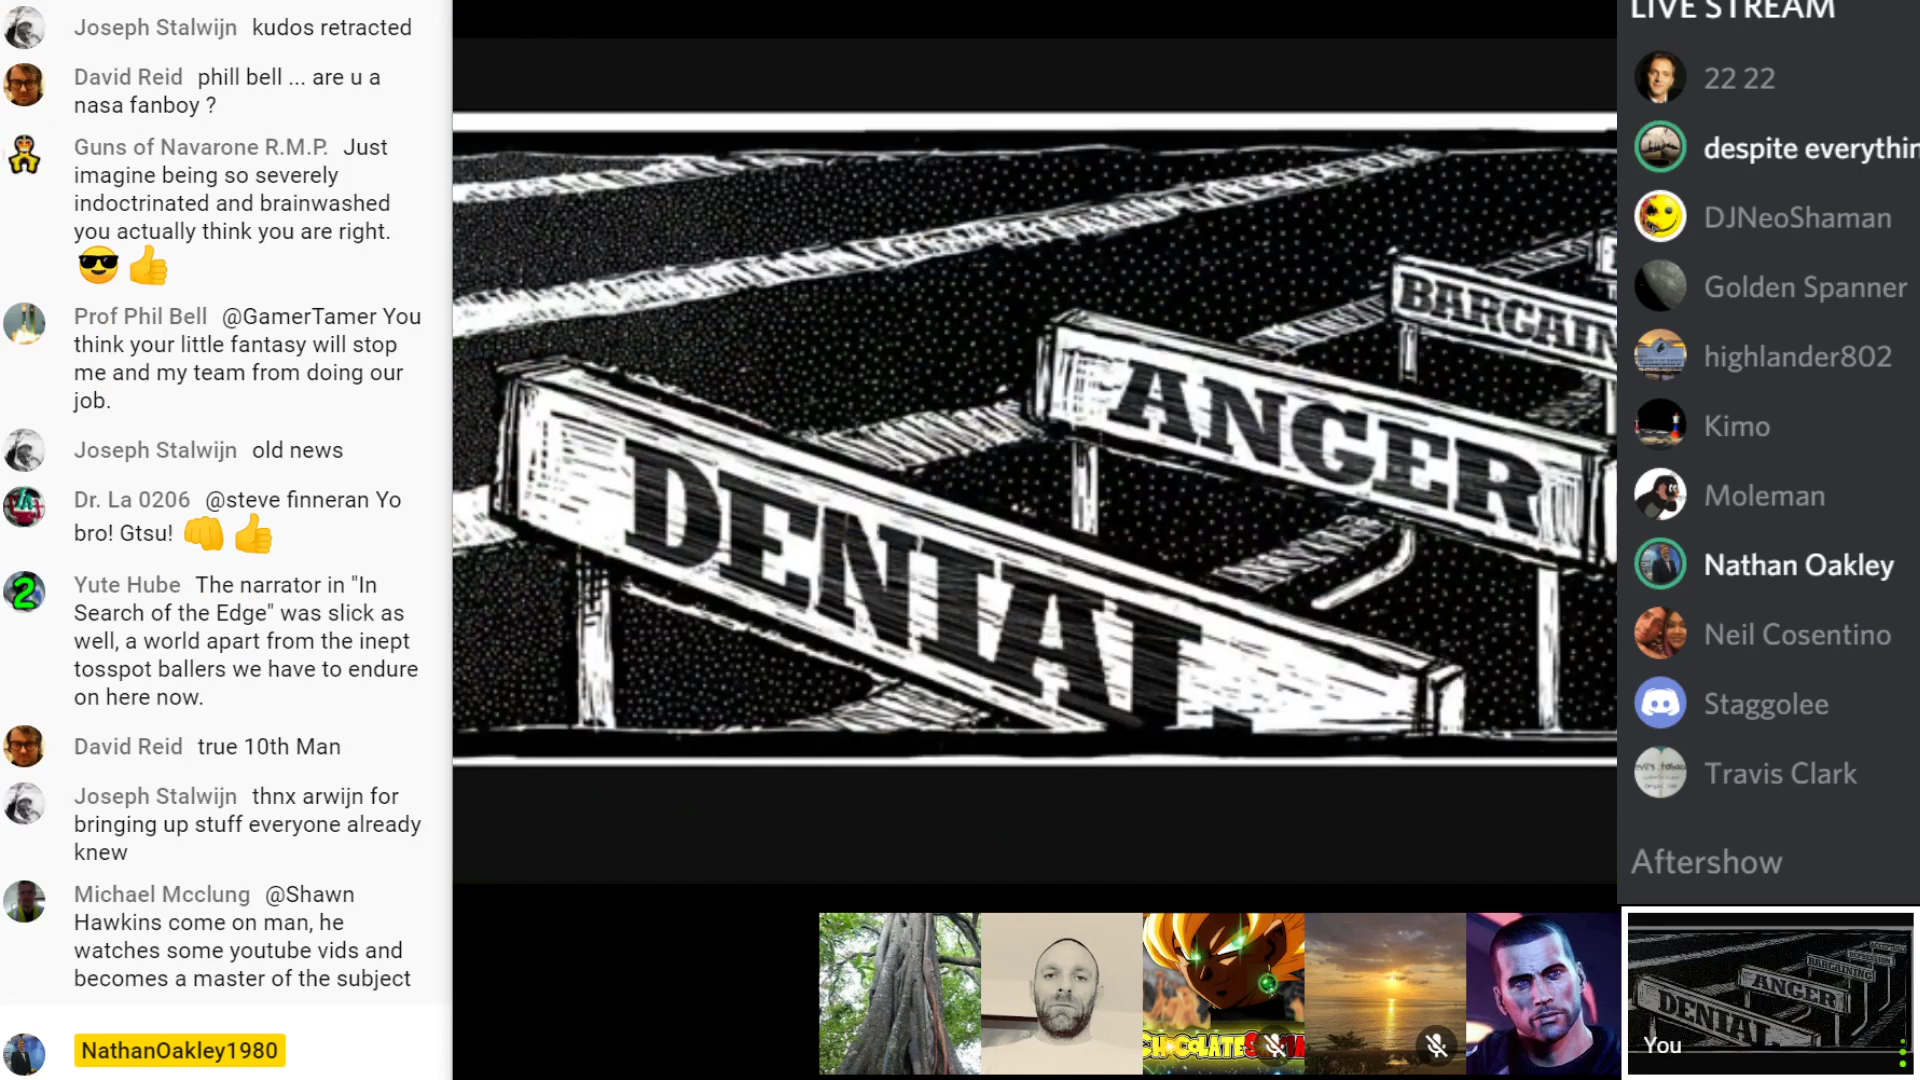 Joseph Stalwijn kudos retracted
David Reid phill bell ... are u a
nasa fanboy ?
Guns of Navarone R.M.P. Just
imagine being so severely
indoctrinated and brainwashed
you actually think you are right.
Prof Phil Bell @GamerTamer You
think your little fantasy will stop
me and my team from doing our
job.
Joseph Stalwijn old news
Dr. La 0206 @steve finneran Yo
bro! Gtsu!
Yute Hube The narrator in "In
Search of the Edge" was slick as
well, a world apart from the inept
tosspot ballers we have to endure
on here now.
David Reid true 10th Man
Joseph Stalwijn thnx arwijn for
bringing up stuff everyone already
knew
Michael Mcclung @Shawn
Hawkins come on man, he
watches some youtube vids and
becomes a master of the subject
NathanOakley1980
BARGAIN
ANGER
DENIAL
LIVE STREAM
22 22
despite everythin
DJNeoShaman
Golden Spanner
highlander802
Kimo
Moleman
Nathan Oakley
Neil Cosentino
Staggolee
Travis Clark
Aftershow
CHOCOLATE
BARGAINING
ANGER
DENIAL
You